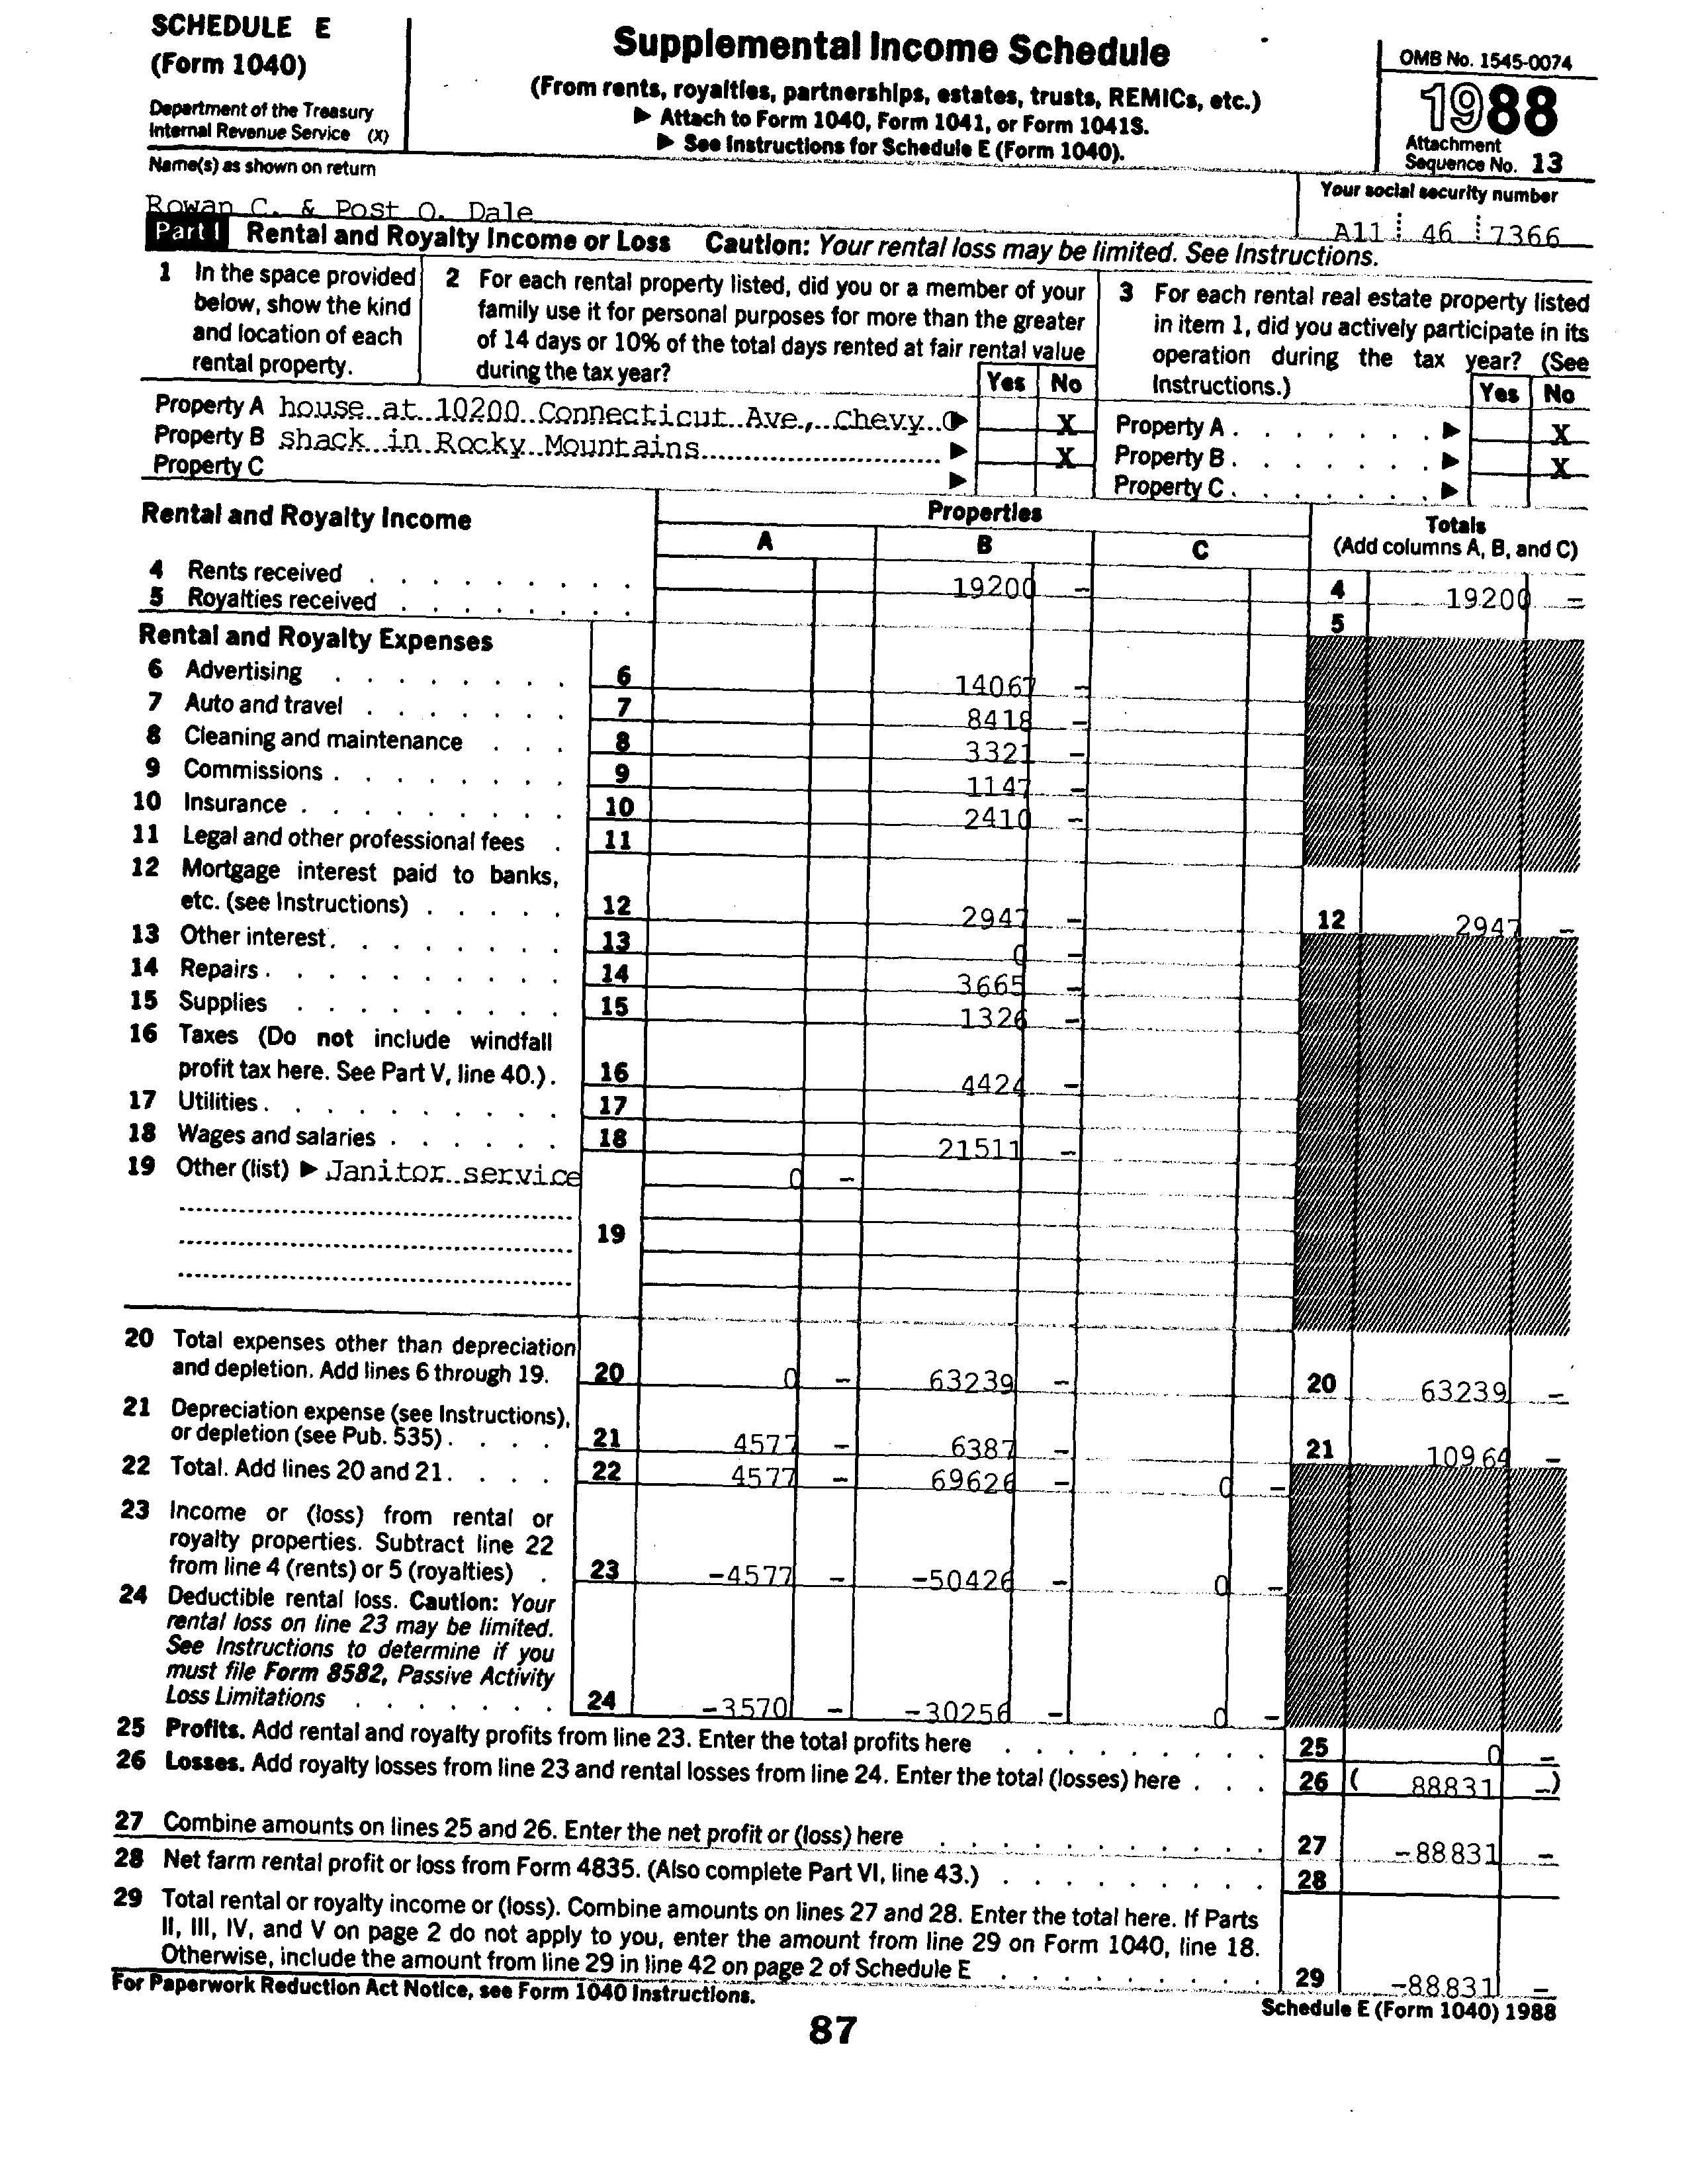 SCHEDULE E
(Form 1040)
Department of the Treasury
Internal Revenue Service (X)
Supplemental Income Schedule
(From rents, royalties, partnerships, estates, trusts, REMICs, etc.)
▶ Attach to Form 1040, Form 1041, or Form 1041S.
▶ See Instructions for Schedule E (Form 1040).
OMB No. 1545-0074
1988
Attachment
Sequence No. 13
Name(s) as shown on return
Your social security number
Rowan C. & Post O. Dale
A11 46 7366
Part I Rental and Royalty Income or Loss Caution: Your rental loss may be limited. See Instructions.
1 In the space provided
below, show the kind
and location of each
rental property.
2 For each rental property listed, did you or a member of your
family use it for personal purposes for more than the greater
of 14 days or 10% of the total days rented at fair rental value
during the tax year?
Yes No
3 For each rental real estate property listed
in item 1, did you actively participate in its
operation during the tax year? (See
Instructions.)
Yes No
Property A house at 10200 Connecticut Ave., Chevy C ▶ X Property A . . . . . . . ▶ X
Property B shack in Rocky Mountains ▶ X Property B . . . . . . . ▶ X
Property C ▶ Property C . . . . . . . ▶
Rental and Royalty Income
Properties
Totals
A B C (Add columns A, B, and C)
4 Rents received . . . . . . . . . 19200 – 4 19200 –
5 Royalties received . . . . . . . . 5
Rental and Royalty Expenses
6 Advertising . . . . . . . . 6 14067 –
7 Auto and travel . . . . . . . 7 8418 –
8 Cleaning and maintenance . . . 8 3321 –
9 Commissions . . . . . . . . 9 1147 –
10 Insurance . . . . . . . . . 10 2410 –
11 Legal and other professional fees . 11
12 Mortgage interest paid to banks,
etc. (see Instructions) . . . . . 12 2947 – 12 2947 –
13 Other interest . . . . . . . . 13 0 –
14 Repairs . . . . . . . . . . 14 3665 –
15 Supplies . . . . . . . . . 15 1326 –
16 Taxes (Do not include windfall
profit tax here. See Part V, line 40.) . 16 4424 –
17 Utilities . . . . . . . . . . 17
18 Wages and salaries . . . . . . 18 21511 –
19 Other (list) ▶ Janitor service 0 –
19
20 Total expenses other than depreciation
and depletion. Add lines 6 through 19. 20 0 – 63239 – 20 63239 –
21 Depreciation expense (see Instructions),
or depletion (see Pub. 535) . . . . 21 4577 – 6387 – 21 10964 –
22 Total. Add lines 20 and 21 . . . . 22 4577 – 69626 – 0 –
23 Income or (loss) from rental or
royalty properties. Subtract line 22
from line 4 (rents) or 5 (royalties) . 23 -4577 – -50426 – 0 –
24 Deductible rental loss. Caution: Your
rental loss on line 23 may be limited.
See Instructions to determine if you
must file Form 8582, Passive Activity
Loss Limitations . . . . . . . 24 -3570 – -30256 – 0 –
25 Profits. Add rental and royalty profits from line 23. Enter the total profits here . . . . . . . . . 25 0 –
26 Losses. Add royalty losses from line 23 and rental losses from line 24. Enter the total (losses) here . . . 26 ( 88831 –)
27 Combine amounts on lines 25 and 26. Enter the net profit or (loss) here . . . . . . . . . . . 27 -88831 –
28 Net farm rental profit or loss from Form 4835. (Also complete Part VI, line 43.) . . . . . . . . . 28
29 Total rental or royalty income or (loss). Combine amounts on lines 27 and 28. Enter the total here. If Parts
II, III, IV, and V on page 2 do not apply to you, enter the amount from line 29 on Form 1040, line 18.
Otherwise, include the amount from line 29 in line 42 on page 2 of Schedule E . . . . . . . . . 29 -88831 –
For Paperwork Reduction Act Notice, see Form 1040 Instructions.
Schedule E (Form 1040) 1988
87